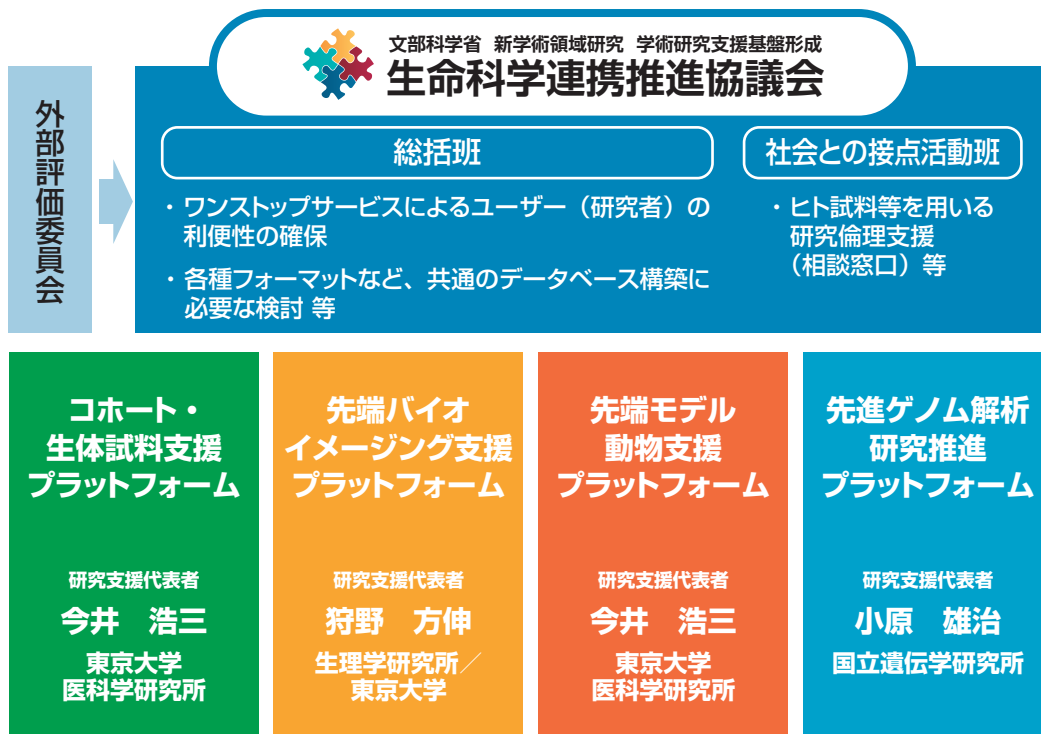 文部科学省 新学術領域研究 学術研究支援基盤形成
生命科学連携推進協議会
外部評価委員会
総括班
・ワンストップサービスによるユーザー（研究者）の
利便性の確保
・各種フォーマットなど、共通のデータベース構築に
必要な検討 等
社会との接点活動班
・ヒト試料等を用いる
研究倫理支援
（相談窓口）等
コホート・
生体試料支援
プラットフォーム
研究支援代表者
今井 浩三
東京大学
医科学研究所
先端バイオ
イメージング支援
プラットフォーム
研究支援代表者
狩野 方伸
生理学研究所／
東京大学
先端モデル
動物支援
プラットフォーム
研究支援代表者
今井 浩三
東京大学
医科学研究所
先進ゲノム解析
研究推進
プラットフォーム
研究支援代表者
小原 雄治
国立遺伝学研究所